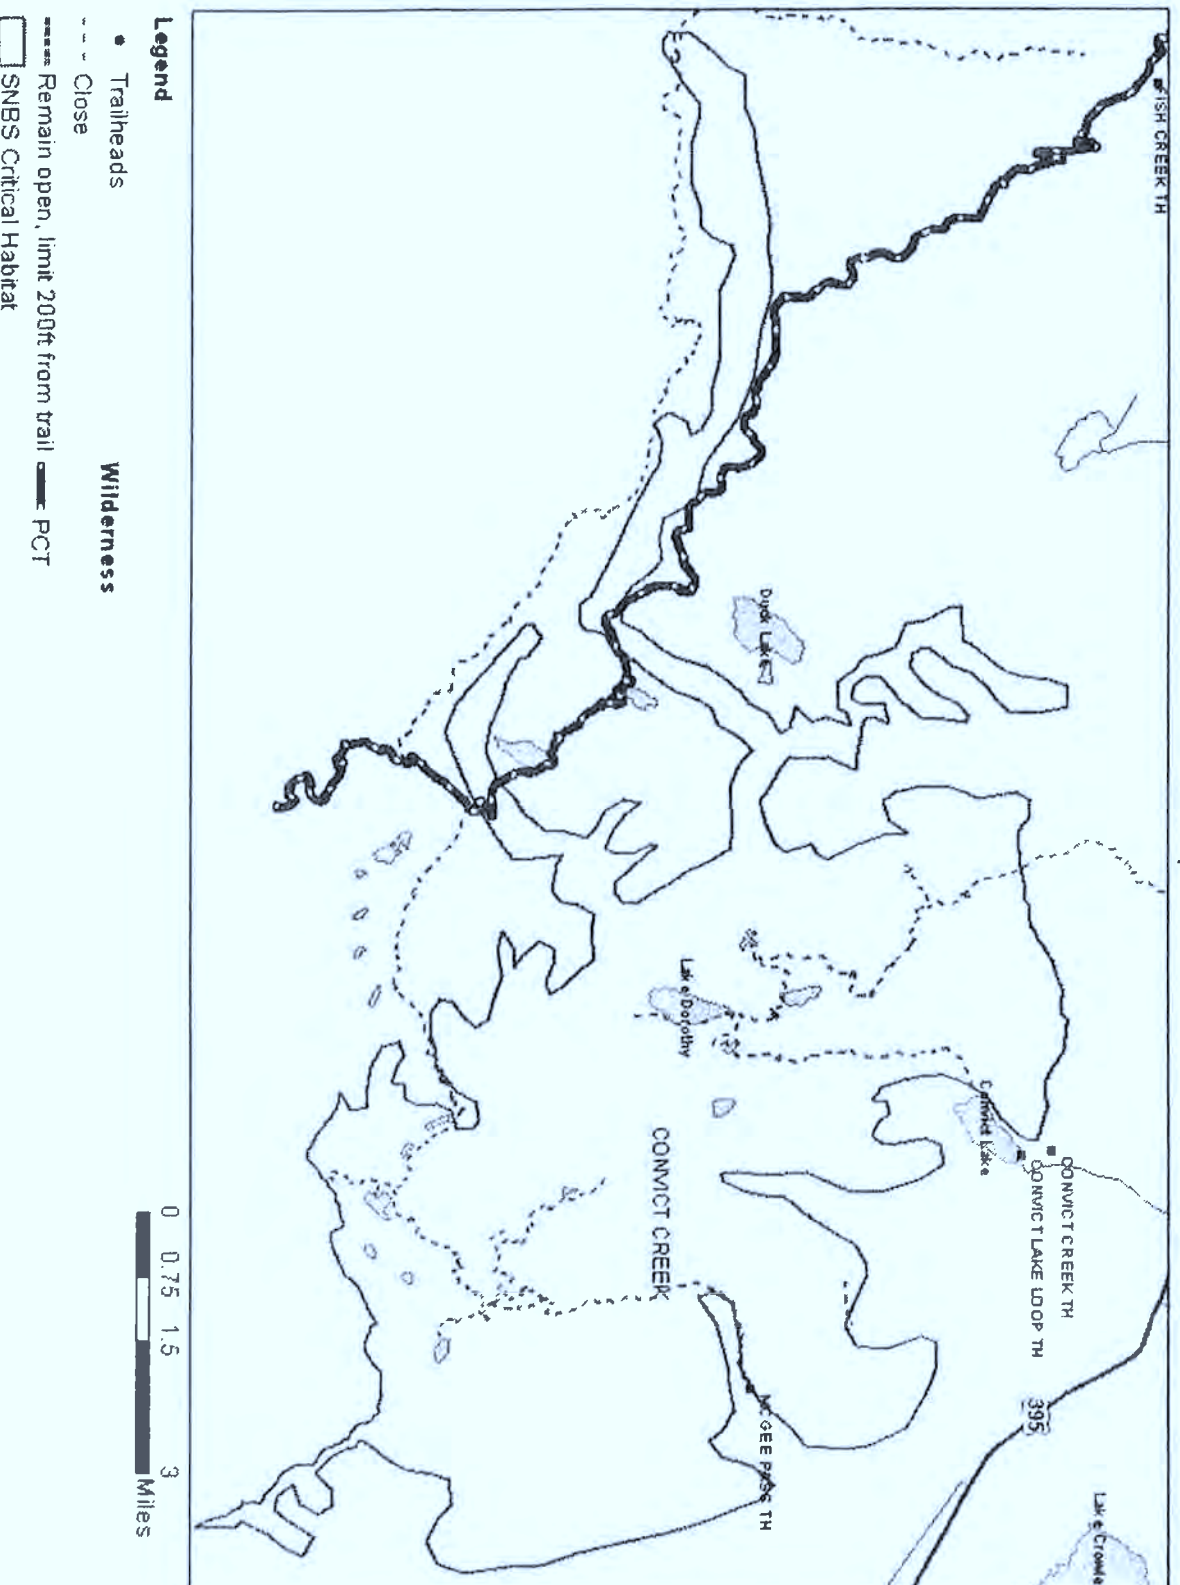 FISH CREEK TH
Duck Lake
Lake Dorothy
Convict Lake
CONVICT CREEK TH
CONVICT LAKE LOOP TH
CONVICT CREEK
395
MC GEE PASS TH
Lake Crowle
Legend
Trailheads
Close
Remain open, limit 200ft from trail
PCT
SNBS Critical Habitat
Wilderness
0 0.75 1.5 3
Miles